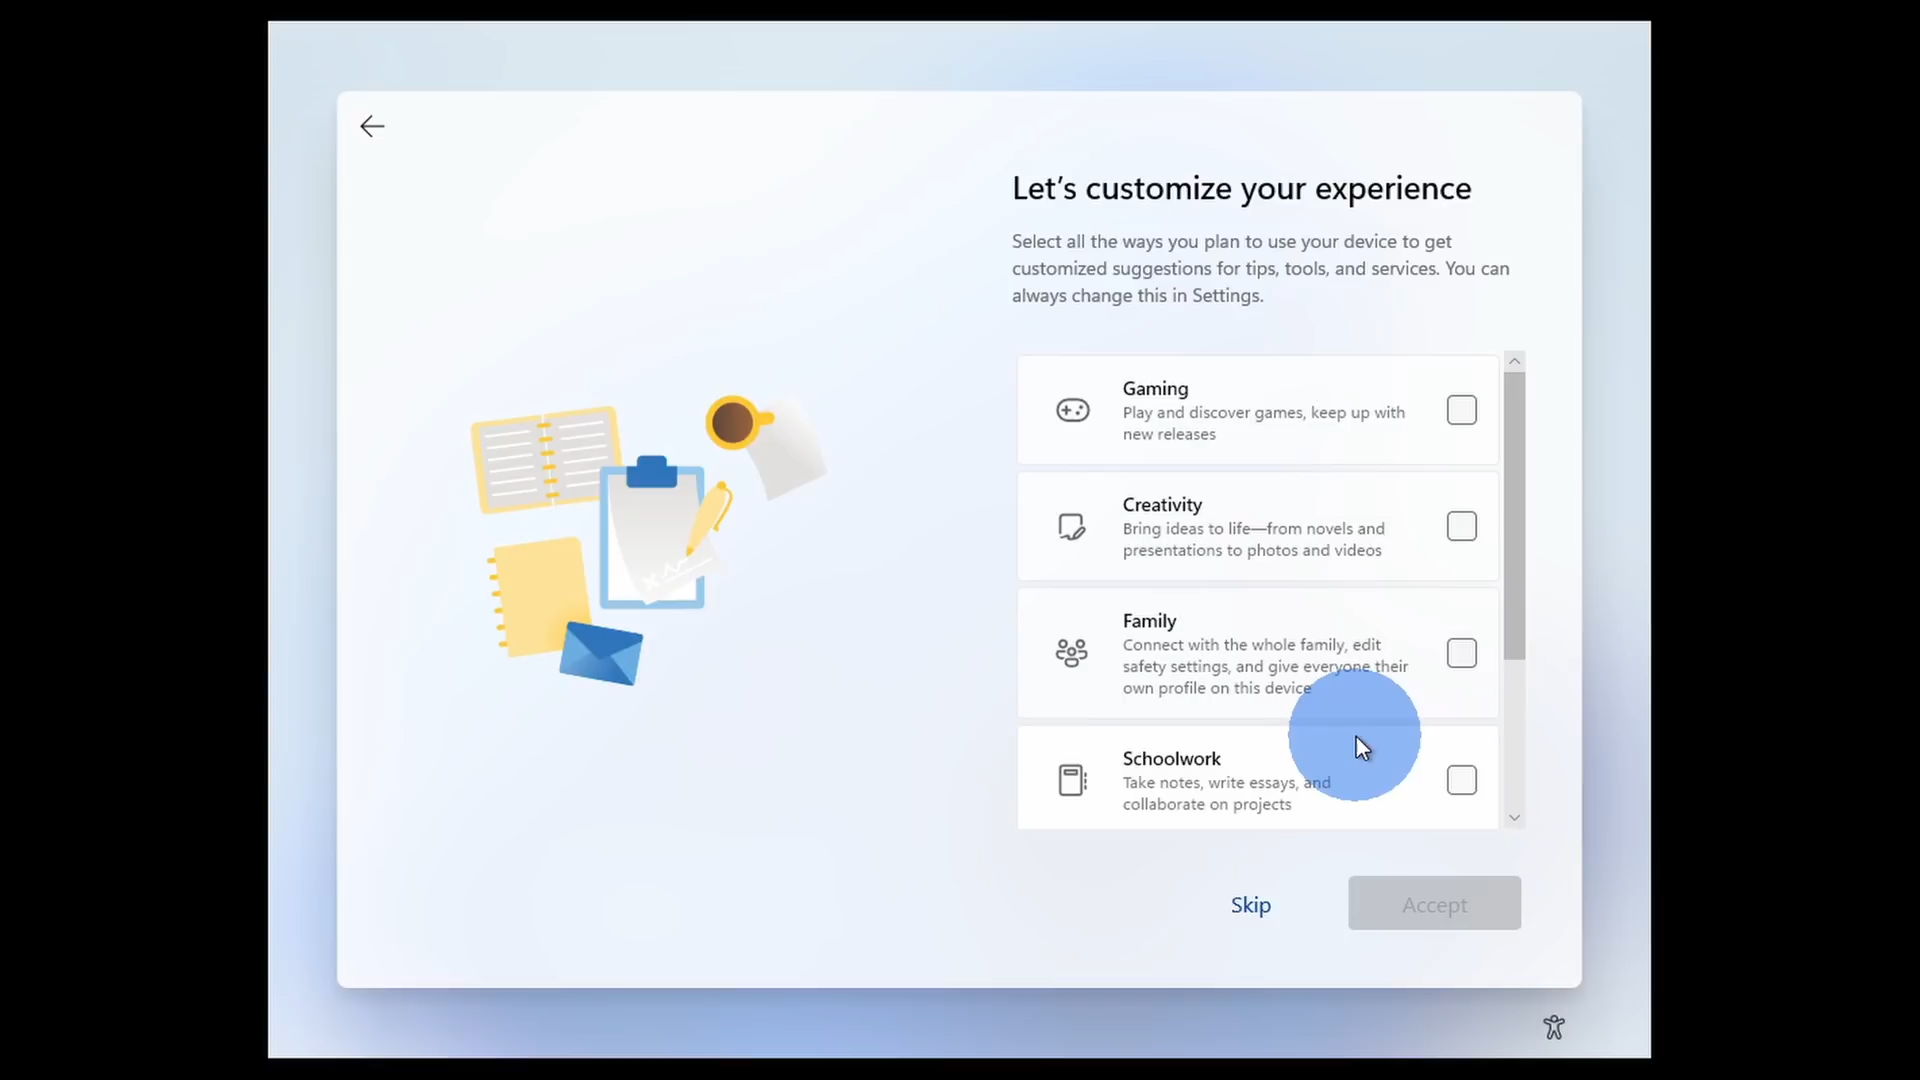 Let's customize your experience
Select all the ways you plan to use your device to get
customized suggestions for tips, tools, and services. You can
always change this in Settings.
Gaming
Play and discover games, keep up with
new releases
Creativity
Bring ideas to life—from novels and
presentations to photos and videos
Family
Connect with the whole family, edit
safety settings, and give everyone their
own profile on this device
Schoolwork
Take notes, write essays, and
collaborate on projects
Skip
Accept